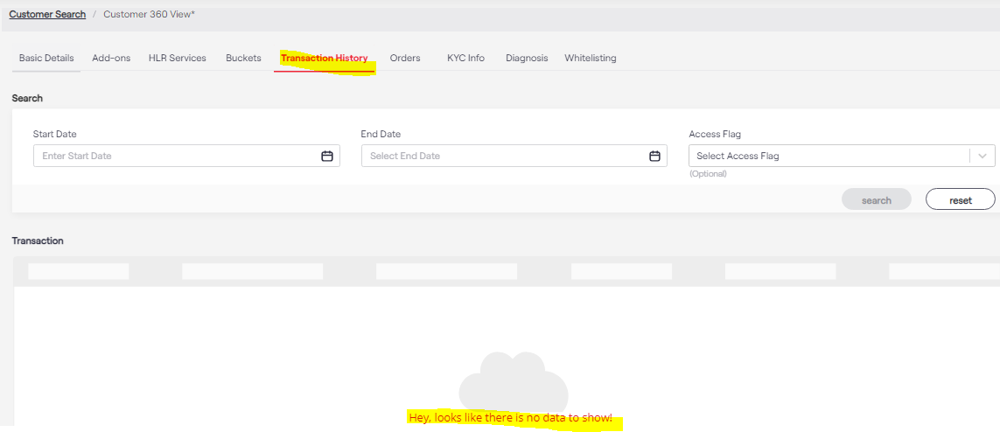 Customer Search / Customer 360 View*
Basic Details Add-ons HLR Services Buckets Transaction History Orders KYC Info Diagnosis Whitelisting
Search
Start Date End Date Access Flag
Enter Start Date Select End Date Select Access Flag
(Optional)
search reset
Transaction
Hey, looks like there is no data to show!